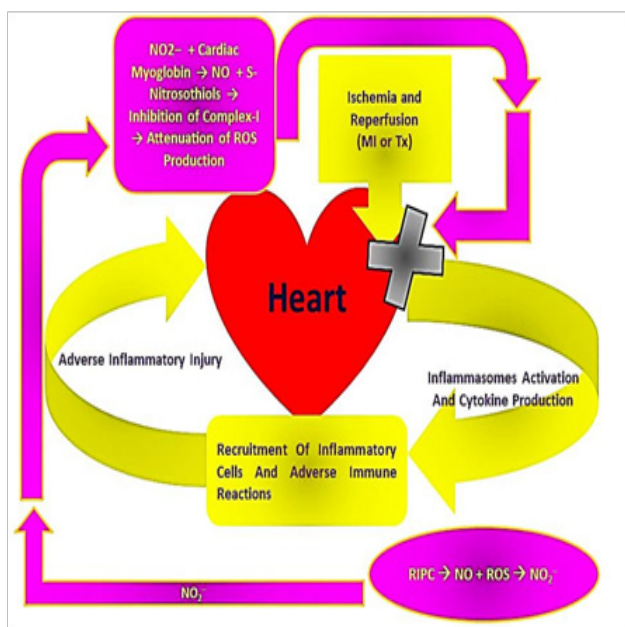 NO2– + Cardiac
Myoglobin → NO + S-
Nitrosothiols →
Inhibition of Complex-I
→ Attenuation of ROS
Production
Ischemia and
Reperfusion
(MI or Tx)
Heart
Adverse Inflammatory Injury
Inflammasomes Activation
And Cytokine Production
Recruitment Of Inflammatory
Cells And Adverse Immune
Reactions
RIPC → NO + ROS → NO₂⁻
NO₂⁻